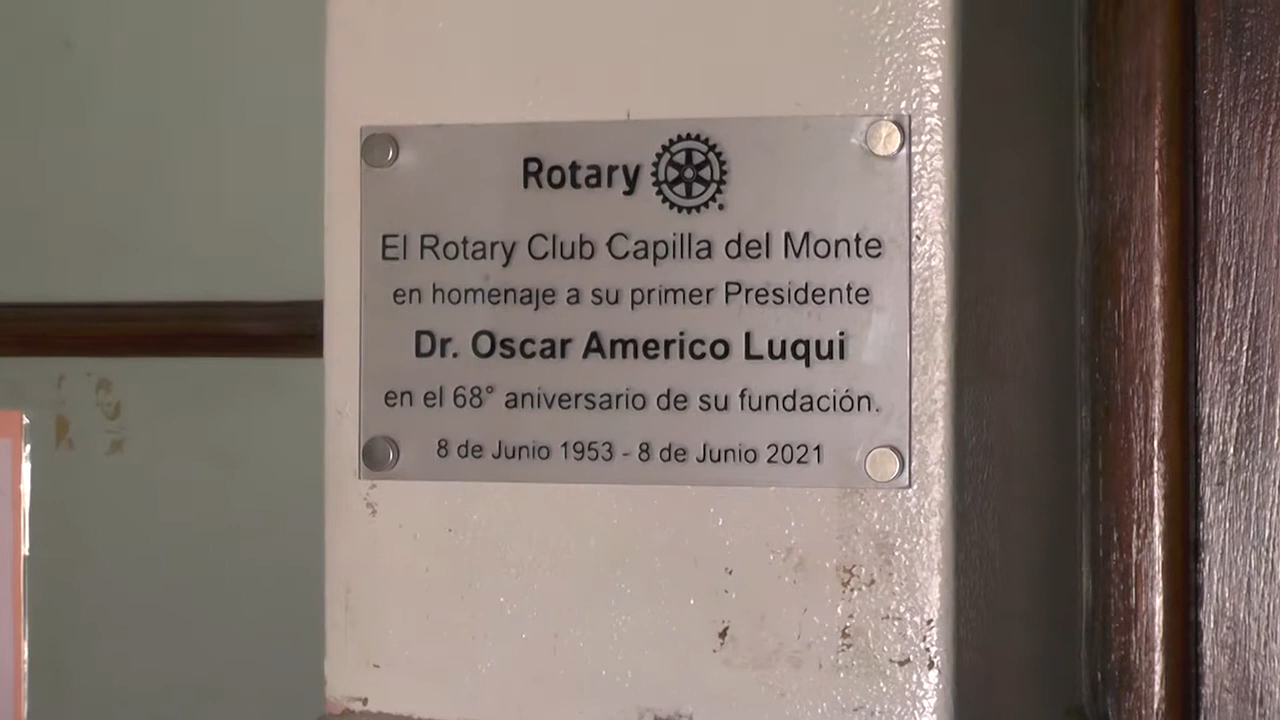 Rotary
El Rotary Club Capilla del Monte
en homenaje a su primer Presidente
Dr. Oscar Americo Luqui
en el 68° aniversario de su fundación.
8 de Junio 1953 - 8 de Junio 2021